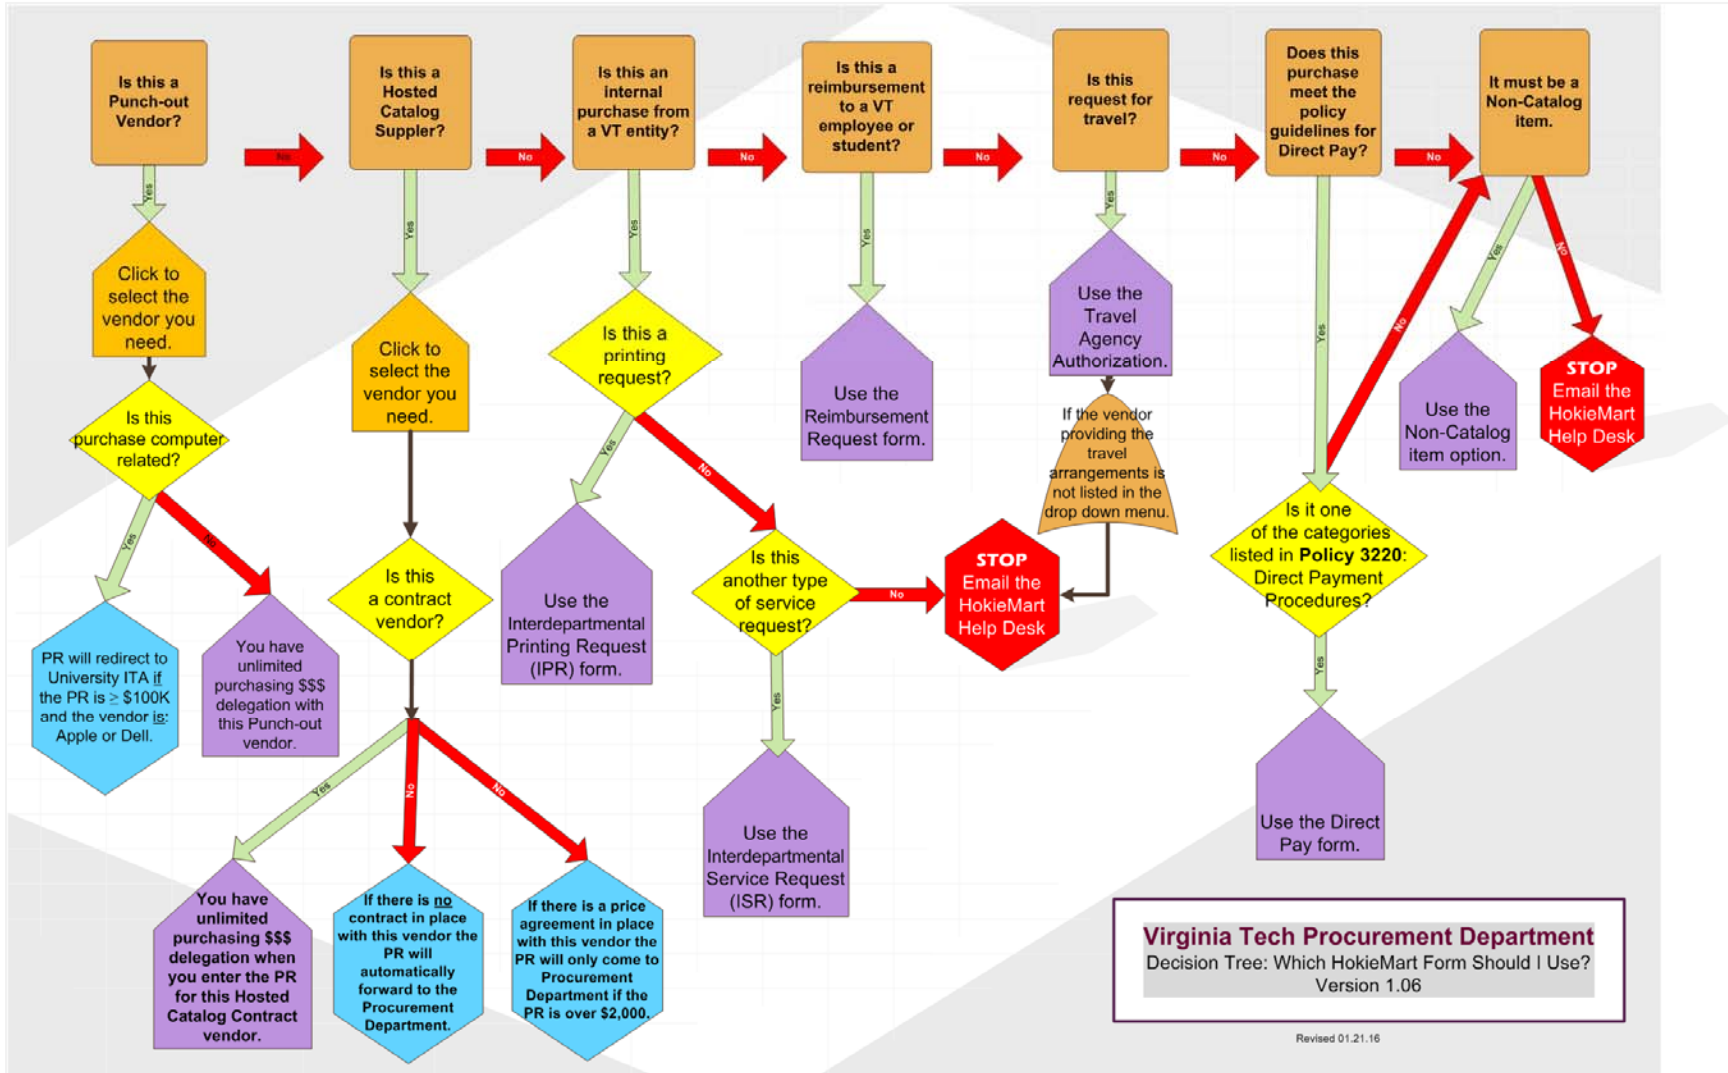 Is this a
Punch-out
Vendor?
No
Is this a
Hosted
Catalog
Suppler?
No
Is this an
internal
purchase from
a VT entity?
No
Is this a
reimbursement
to a VT
employee or
student?
No
Is this
request for
travel?
No
Does this
purchase
meet the
policy
guidelines for
Direct Pay?
No
It must be a
Non-Catalog
item.
Yes
Click to
select the
vendor you
need.
Is this
purchase computer
related?
Yes
No
PR will redirect to
University ITA if
the PR is ≥ $100K
and the vendor is:
Apple or Dell.
You have
unlimited
purchasing $$$
delegation with
this Punch-out
vendor.
Yes
Click to
select the
vendor you
need.
Is this
a contract
vendor?
Yes
No
No
You have
unlimited
purchasing $$$
delegation when
you enter the PR
for this Hosted
Catalog Contract
vendor.
If there is no
contract in place
with this vendor the
PR will
automatically
forward to the
Procurement
Department.
If there is a price
agreement in place
with this vendor the
PR will only come to
Procurement
Department if the
PR is over $2,000.
Yes
Is this a
printing
request?
Yes
No
Use the
Interdepartmental
Printing Request
(IPR) form.
Is this
another type
of service
request?
No
Yes
Use the
Interdepartmental
Service Request
(ISR) form.
Yes
Use the
Reimbursement
Request form.
Yes
Use the
Travel
Agency
Authorization.
If the vendor
providing the
travel
arrangements is
not listed in the
drop down menu.
STOP
Email the
HokieMart
Help Desk
Yes
No
Is it one
of the categories
listed in Policy 3220:
Direct Payment
Procedures?
Yes
Use the Direct
Pay form.
Yes
No
Use the
Non-Catalog
item option.
STOP
Email the
HokieMart
Help Desk
Virginia Tech Procurement Department
Decision Tree: Which HokieMart Form Should I Use?
Version 1.06
Revised 01.21.16